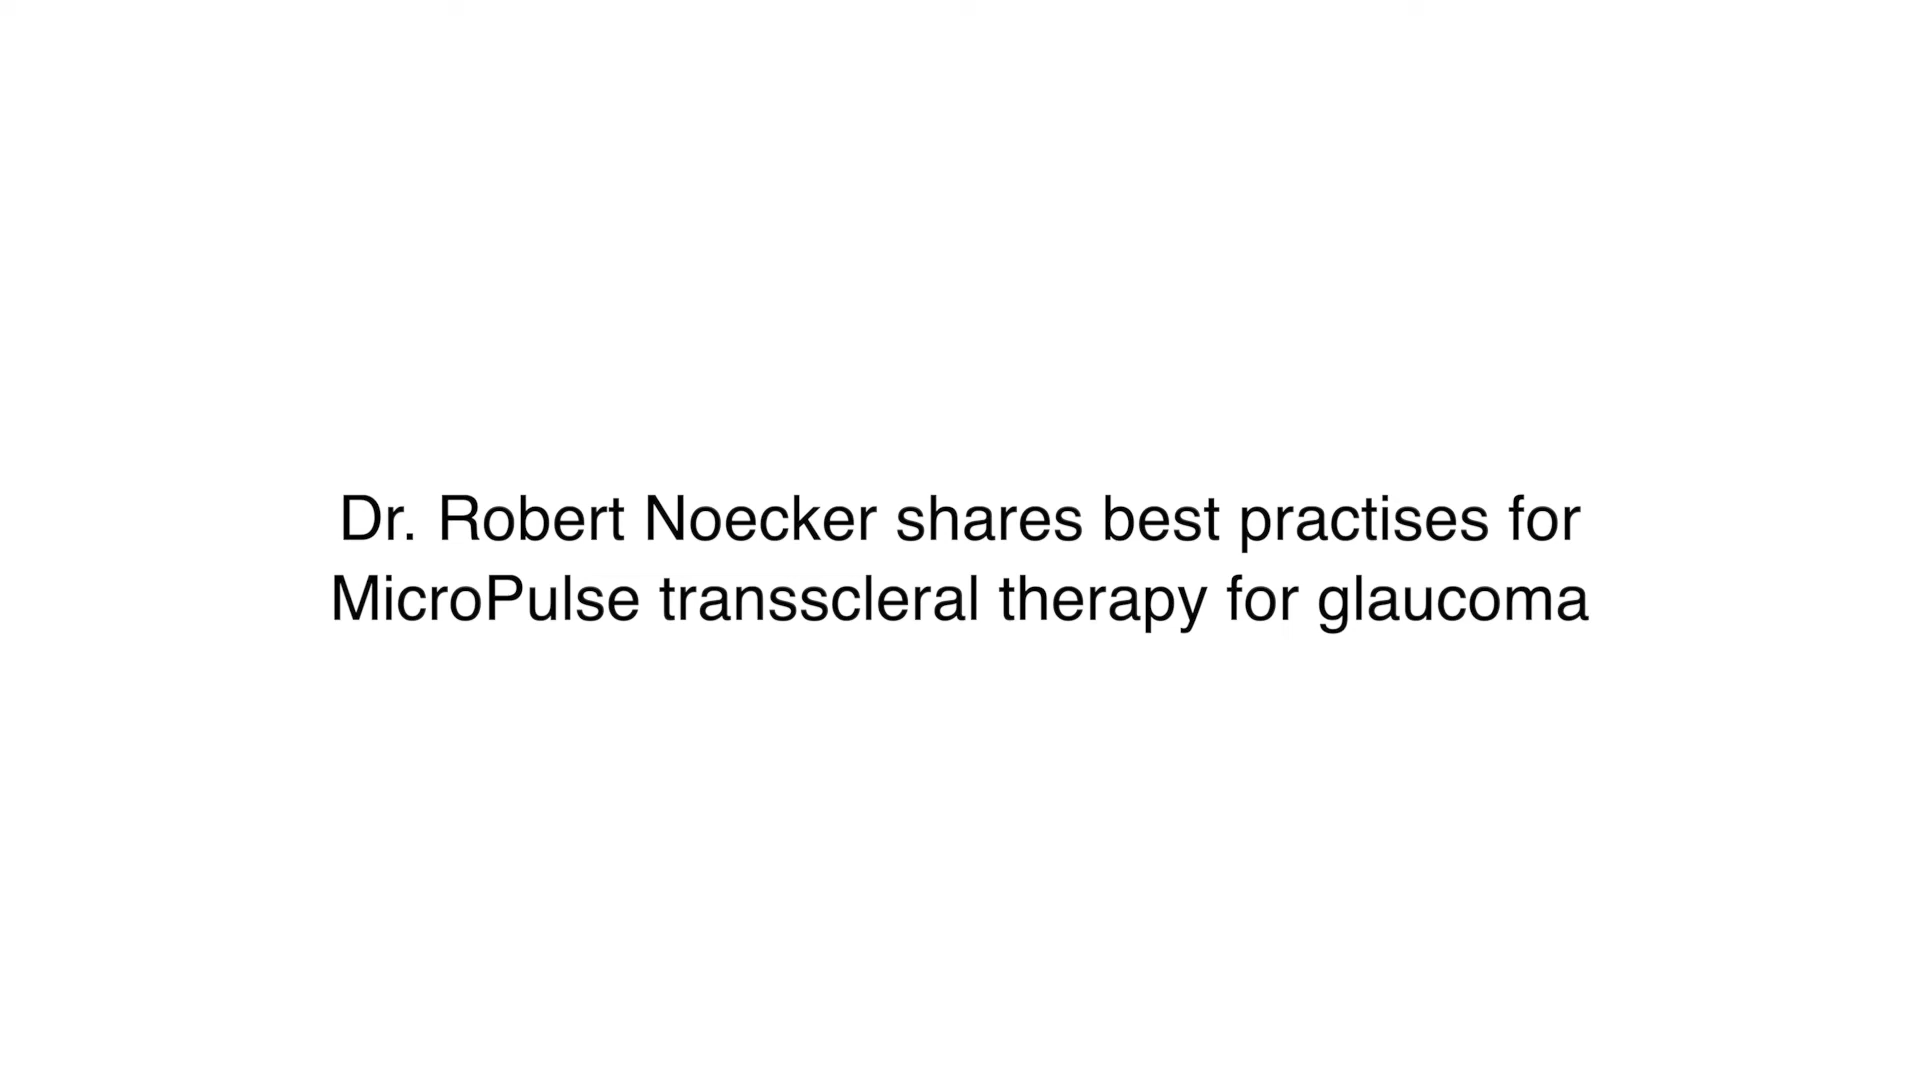 Dr. Robert Noecker shares best practises for
MicroPulse transscleral therapy for glaucoma